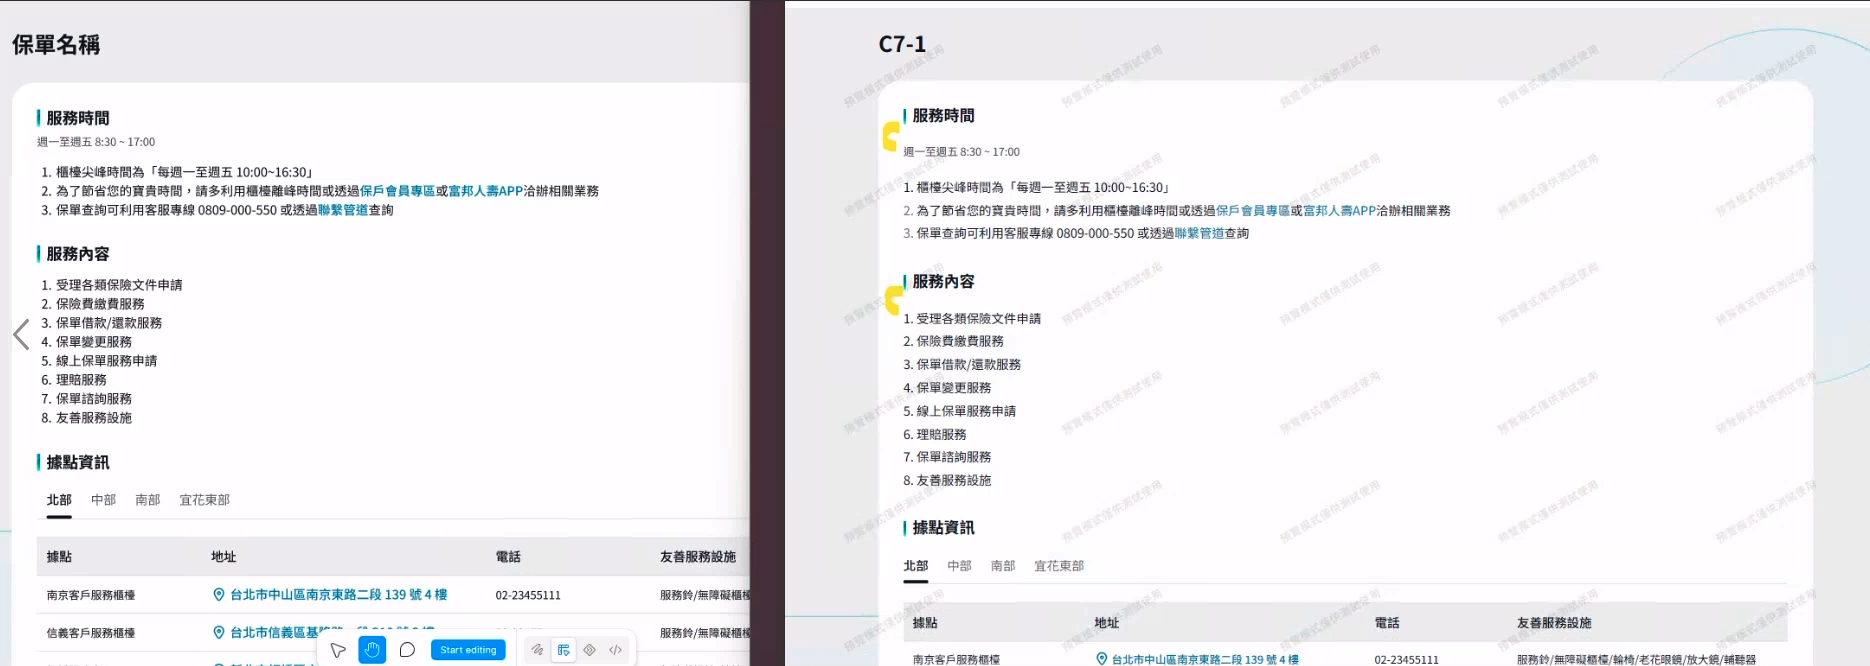 保單名稱
服務時間
週一至週五 8:30 ~ 17:00
1. 櫃檯尖峰時間為「每週一至週五 10:00~16:30」
2. 為了節省您的寶貴時間，請多利用櫃檯離峰時間或透過保戶會員專區或富邦人壽APP洽辦相關業務
3. 保單查詢可利用客服專線 0809-000-550 或透過聯繫管道查詢
服務內容
1. 受理各類保險文件申請
2. 保險費繳費服務
3. 保單借款/還款服務
4. 保單變更服務
5. 線上保單服務申請
6. 理賠服務
7. 保單諮詢服務
8. 友善服務設施
據點資訊
北部 中部 南部 宜花東部
據點 地址 電話 友善服務設施
南京客戶服務櫃檯 台北市中山區南京東路二段 139 號 4 樓 02-23455111 服務鈴/無障礙櫃檯
信義客戶服務櫃檯 台北市信義區基 服務鈴/無障礙櫃檯
Start editing
C7-1
服務時間
週一至週五 8:30 ~ 17:00
1. 櫃檯尖峰時間為「每週一至週五 10:00~16:30」
2. 為了節省您的寶貴時間，請多利用櫃檯離峰時間或透過保戶會員專區或富邦人壽APP洽辦相關業務
3. 保單查詢可利用客服專線 0809-000-550 或透過聯繫管道查詢
服務內容
1. 受理各類保險文件申請
2. 保險費繳費服務
3. 保單借款/還款服務
4. 保單變更服務
5. 線上保單服務申請
6. 理賠服務
7. 保單諮詢服務
8. 友善服務設施
據點資訊
北部 中部 南部 宜花東部
據點 地址 電話 友善服務設施
南京客戶服務櫃檯 台北市中山區南京東路二段 139 號 4 樓 02-23455111 服務鈴/無障礙櫃檯/輪椅/老花眼鏡/放大鏡/輔聽器
預覽模式僅供測試使用